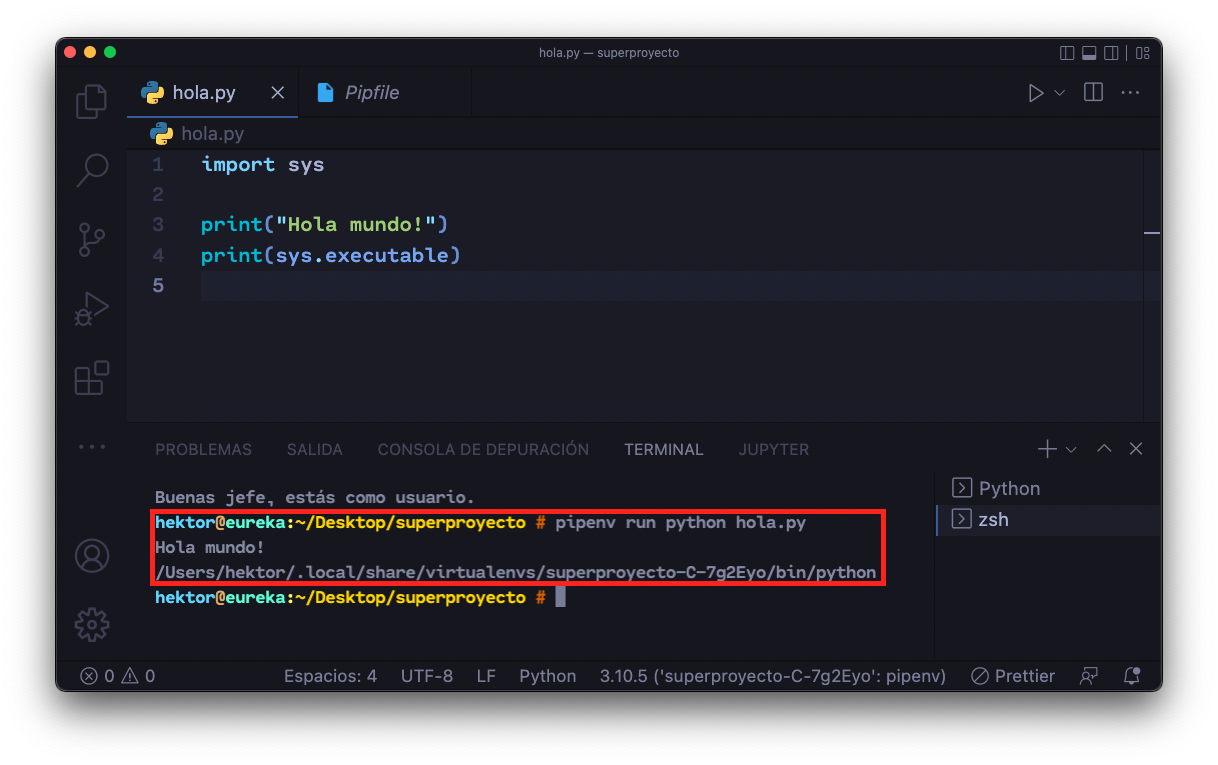 hola.py — superproyecto
hola.py
Pipfile
hola.py
1 import sys
2
3 print("Hola mundo!")
4 print(sys.executable)
5
PROBLEMAS SALIDA CONSOLA DE DEPURACIÓN TERMINAL JUPYTER
Buenas jefe, estás como usuario.
hektor@eureka:~/Desktop/superproyecto # pipenv run python hola.py
Hola mundo!
/Users/hektor/.local/share/virtualenvs/superproyecto-C-7g2Eyo/bin/python
hektor@eureka:~/Desktop/superproyecto #
Python
zsh
0 0 Espacios: 4 UTF-8 LF Python 3.10.5 ('superproyecto-C-7g2Eyo': pipenv) Prettier